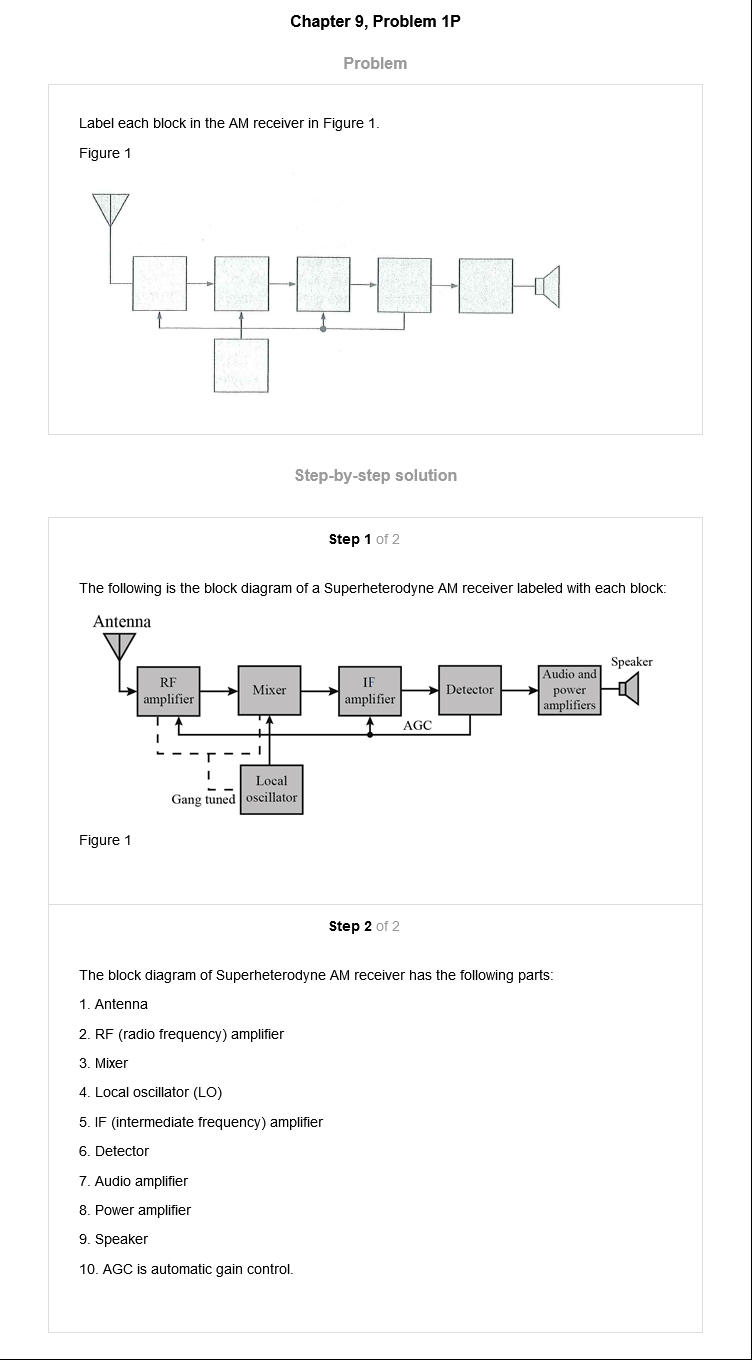 Chapter 9, Problem 1P
Problem
Label each block in the AM receiver in Figure 1.
Figure 1
Step-by-step solution
Step 1 of 2
The following is the block diagram of a Superheterodyne AM receiver labeled with each block:
Antenna
RF
amplifier
Mixer
IF
amplifier
Detector
Audio and
power
amplifiers
Speaker
AGC
Local
oscillator
Gang tuned
Figure 1
Step 2 of 2
The block diagram of Superheterodyne AM receiver has the following parts:
1. Antenna
2. RF (radio frequency) amplifier
3. Mixer
4. Local oscillator (LO)
5. IF (intermediate frequency) amplifier
6. Detector
7. Audio amplifier
8. Power amplifier
9. Speaker
10. AGC is automatic gain control.